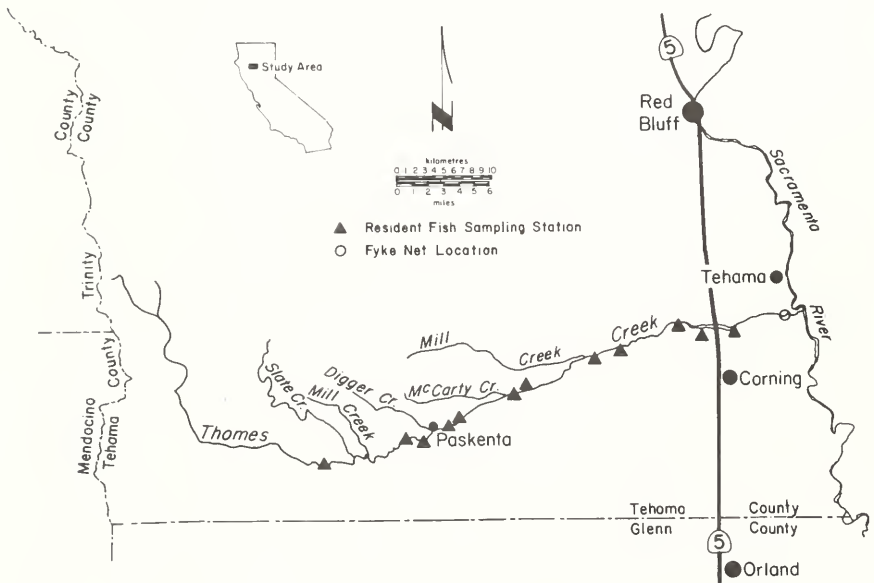 Study Area
5
Red
Bluff
County
County
kilometres
0 1 2 3 4 5 6 7 8 9 10
0 1 2 3 4 5 6
miles
Sacramento
Resident Fish Sampling Station
Fyke Net Location
Trinity
Tehama
River
Mill
Creek
Creek
Slate Cr.
Mill Creek
Digger Cr.
McCarty Cr.
Corning
Mendocino County
Tehama
Thomes
Paskenta
Tehama County
Glenn County
5
Orland